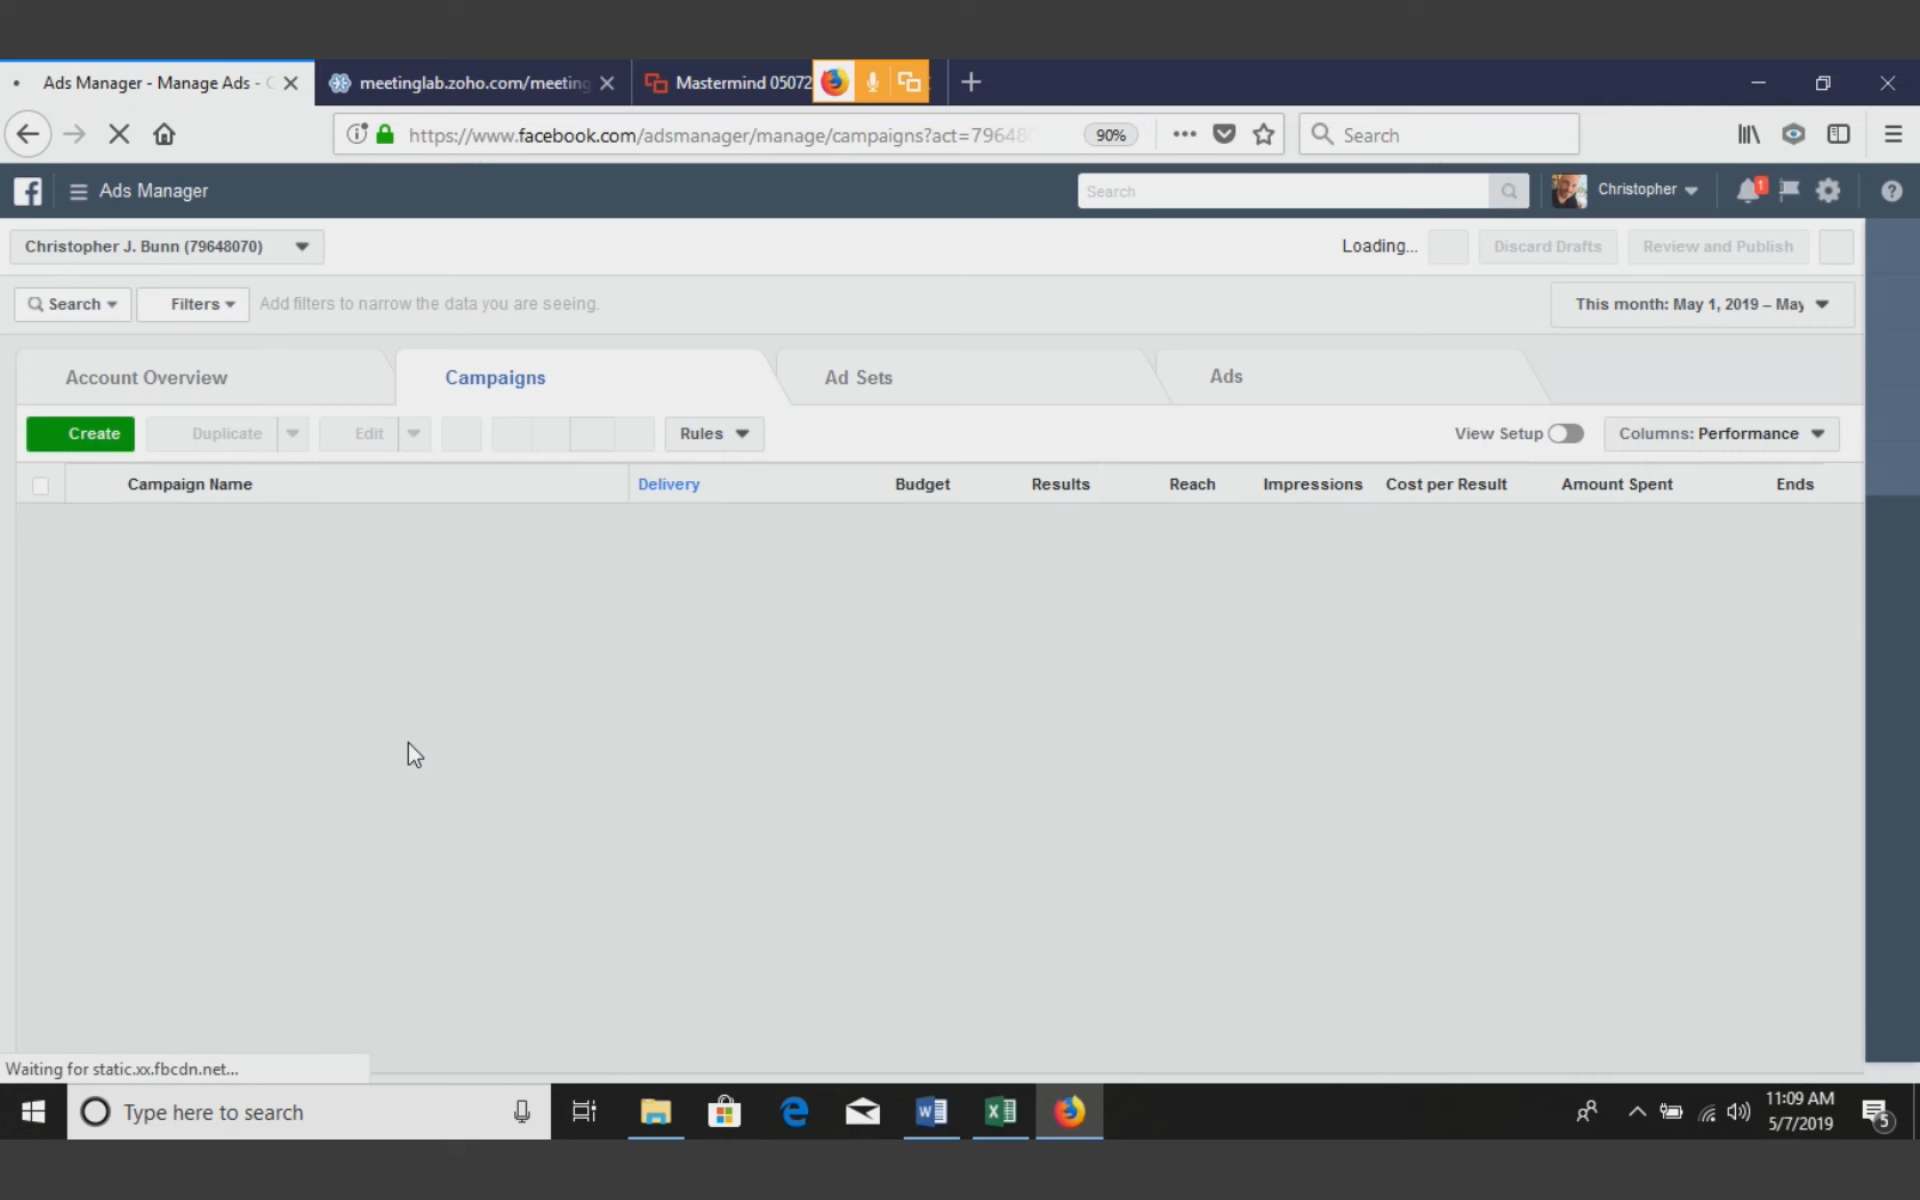 Ads Manager - Manage Ads - C
meetinglab.zoho.com/meeting
Mastermind 05072
https://www.facebook.com/adsmanager/manage/campaigns?act=79648
90%
Search
Ads Manager
Search
Christopher
1
Christopher J. Bunn (79648070)
Loading...
Discard Drafts
Review and Publish
Search
Filters
Add filters to narrow the data you are seeing.
This month: May 1, 2019 – May
Account Overview
Campaigns
Ad Sets
Ads
Create
Duplicate
Edit
Rules
View Setup
Columns: Performance
Campaign Name
Delivery
Budget
Results
Reach
Impressions
Cost per Result
Amount Spent
Ends
Waiting for static.xx.fbcdn.net...
Type here to search
11:09 AM
5/7/2019
5